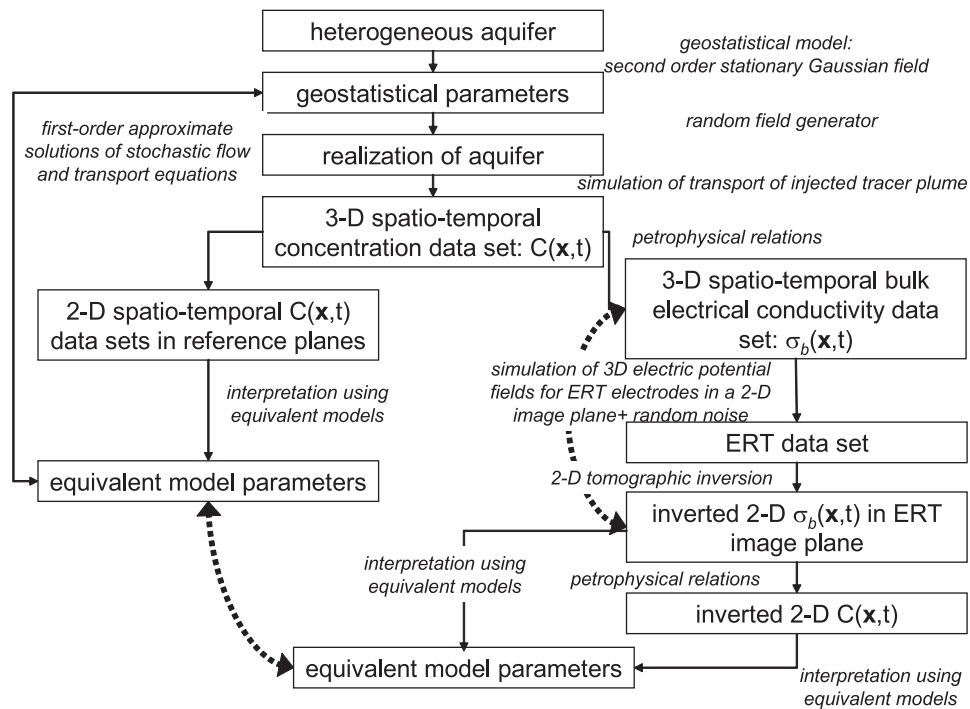 heterogeneous aquifer
geostatistical model:
second order stationary Gaussian field
geostatistical parameters
first-order approximate
solutions of stochastic flow
and transport equations
random field generator
realization of aquifer
simulation of transport of injected tracer plume
3-D spatio-temporal
concentration data set: C(x,t)
petrophysical relations
2-D spatio-temporal C(x,t)
data sets in reference planes
3-D spatio-temporal bulk
electrical conductivity data
set: σb(x,t)
simulation of 3D electric potential
fields for ERT electrodes in a 2-D
image plane+ random noise
interpretation using
equivalent models
ERT data set
equivalent model parameters
2-D tomographic inversion
inverted 2-D σb(x,t) in ERT
image plane
interpretation using
equivalent models
petrophysical relations
inverted 2-D C(x,t)
equivalent model parameters
interpretation using
equivalent models